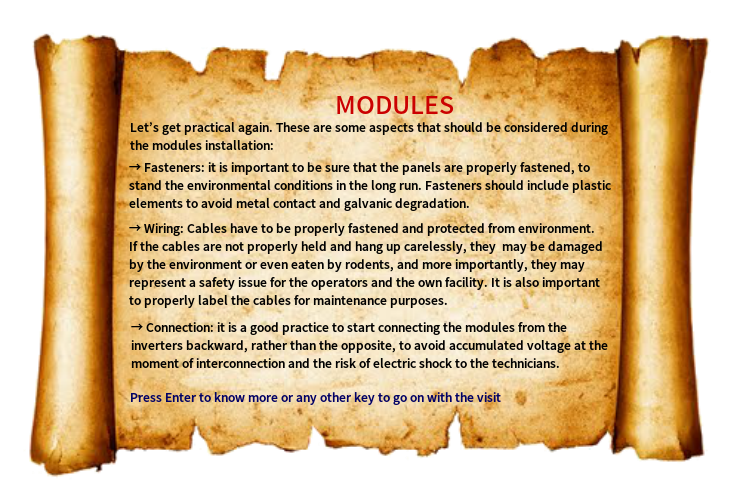 MODULES
Let's get practical again. These are some aspects that should be considered during
the modules installation:
→ Fasteners: it is important to be sure that the panels are properly fastened, to
stand the environmental conditions in the long run. Fasteners should include plastic
elements to avoid metal contact and galvanic degradation.
→ Wiring: Cables have to be properly fastened and protected from environment.
If the cables are not properly held and hang up carelessly, they  may be damaged
by the environment or even eaten by rodents, and more importantly, they may
represent a safety issue for the operators and the own facility. It is also important
to properly label the cables for maintenance purposes.
→ Connection: it is a good practice to start connecting the modules from the
inverters backward, rather than the opposite, to avoid accumulated voltage at the
moment of interconnection and the risk of electric shock to the technicians.
Press Enter to know more or any other key to go on with the visit